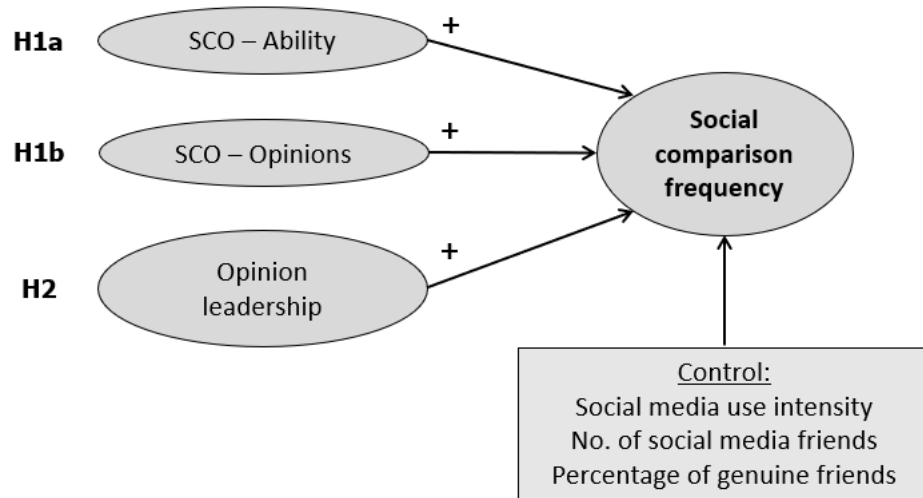 H1a
SCO – Ability
+
H1b
SCO – Opinions
+
H2
Opinion
leadership
+
Social
comparison
frequency
Control:
Social media use intensity
No. of social media friends
Percentage of genuine friends